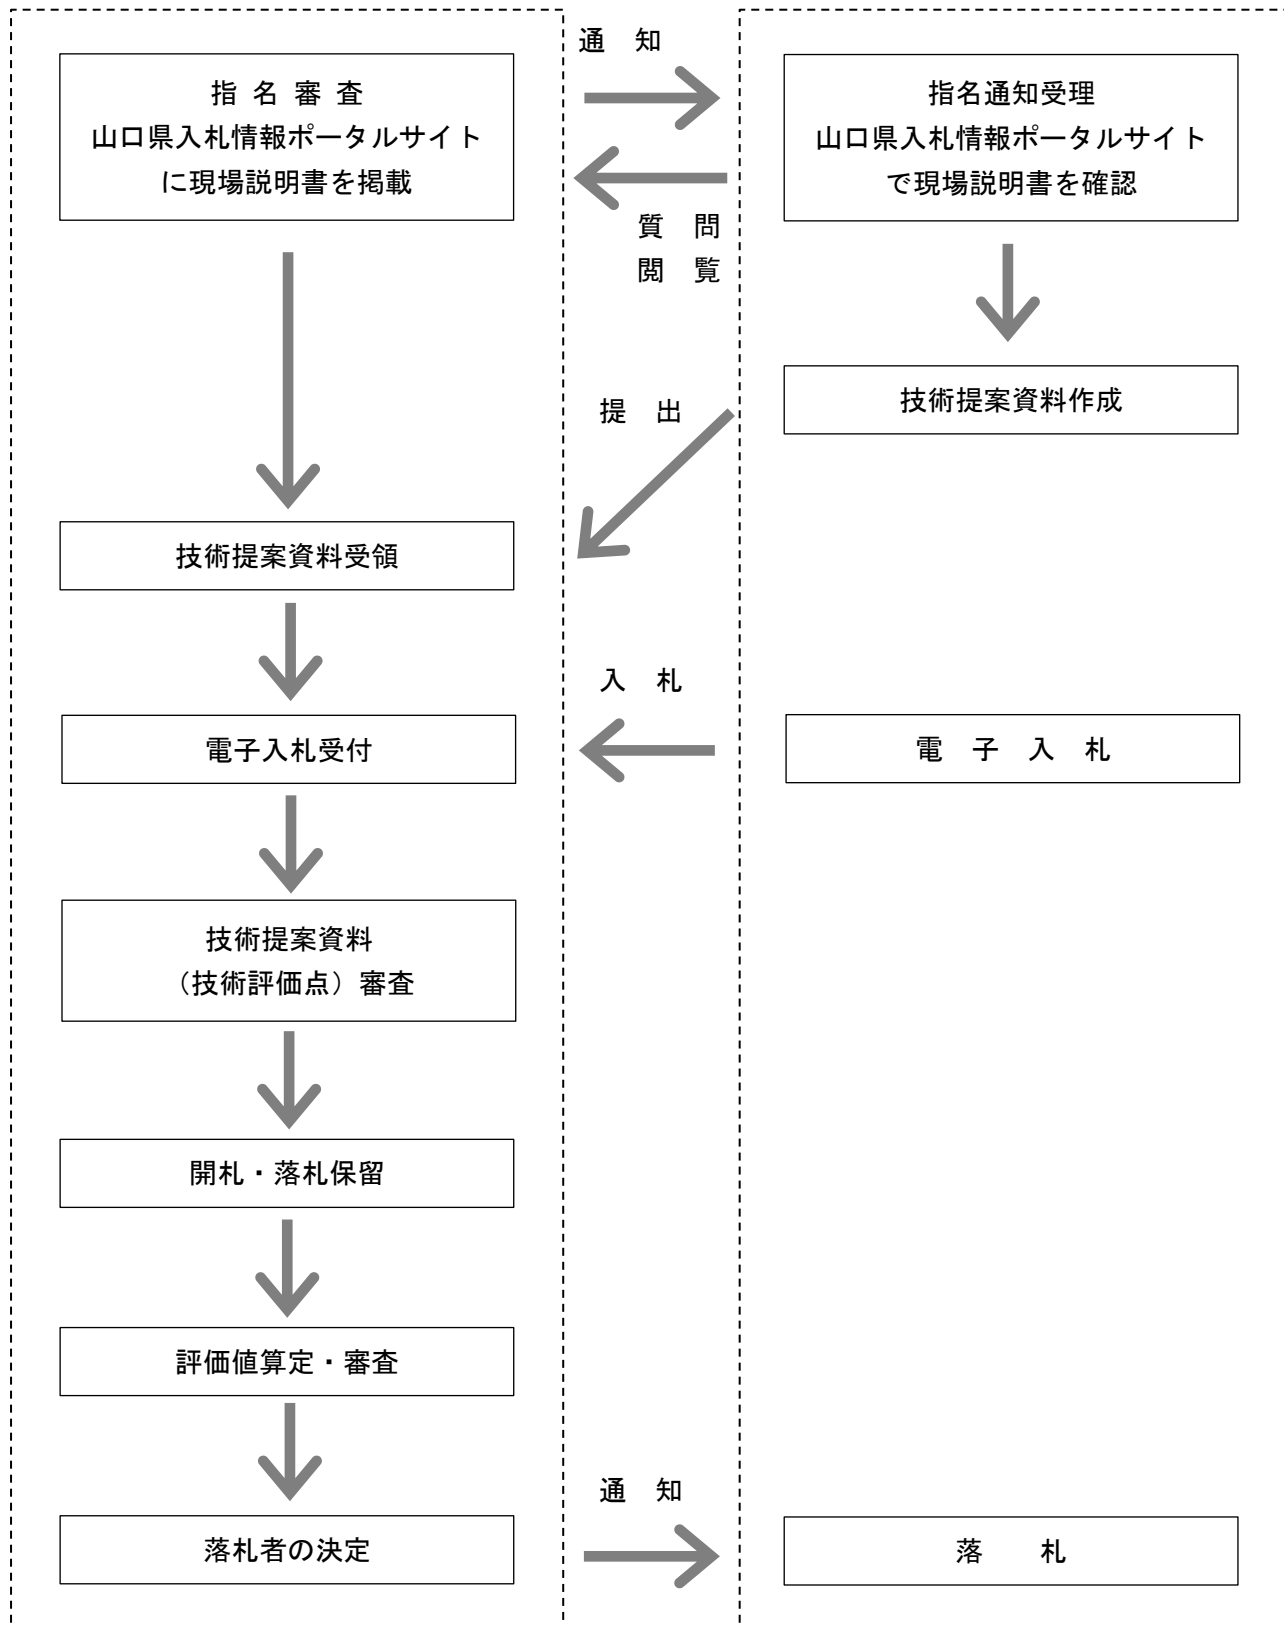 通　知
指 名 審 査
山口県入札情報ポータルサイト
に現場説明書を掲載
指名通知受理
山口県入札情報ポータルサイト
で現場説明書を確認
質　問
閲　覧
技術提案資料作成
提　出
技術提案資料受領
入　札
電子入札受付
電　子　入　札
技術提案資料
（技術評価点）審査
開札・落札保留
評価値算定・審査
通　知
落札者の決定
落　　札